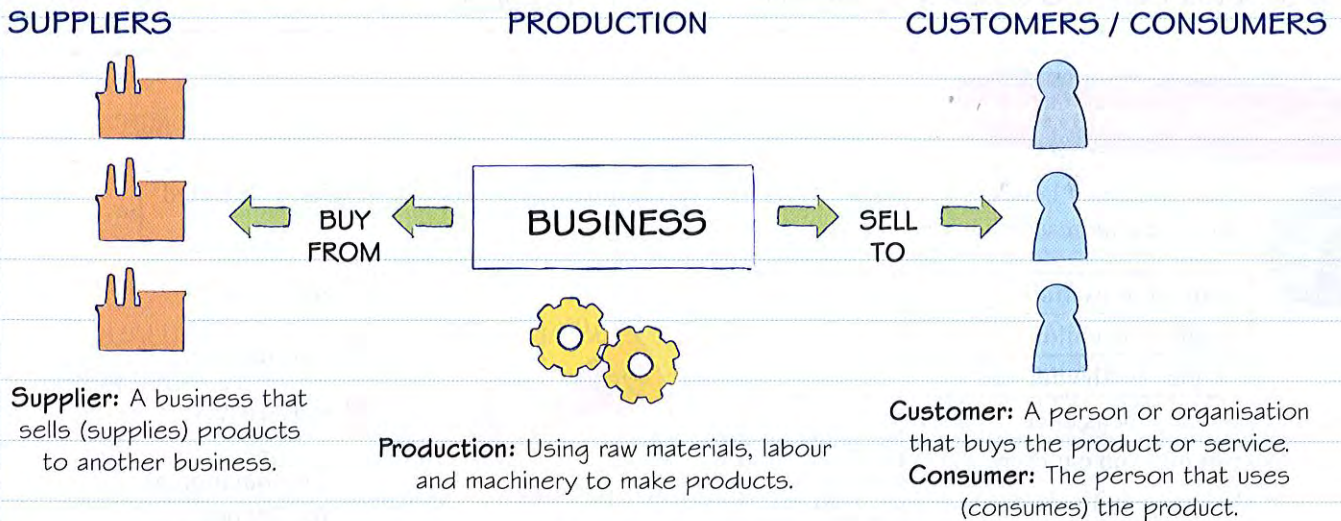 SUPPLIERS
PRODUCTION
CUSTOMERS / CONSUMERS
BUY
FROM
BUSINESS
SELL
TO
Supplier: A business that
sells (supplies) products
to another business.
Production: Using raw materials, labour
and machinery to make products.
Customer: A person or organisation
that buys the product or service.
Consumer: The person that uses
(consumes) the product.